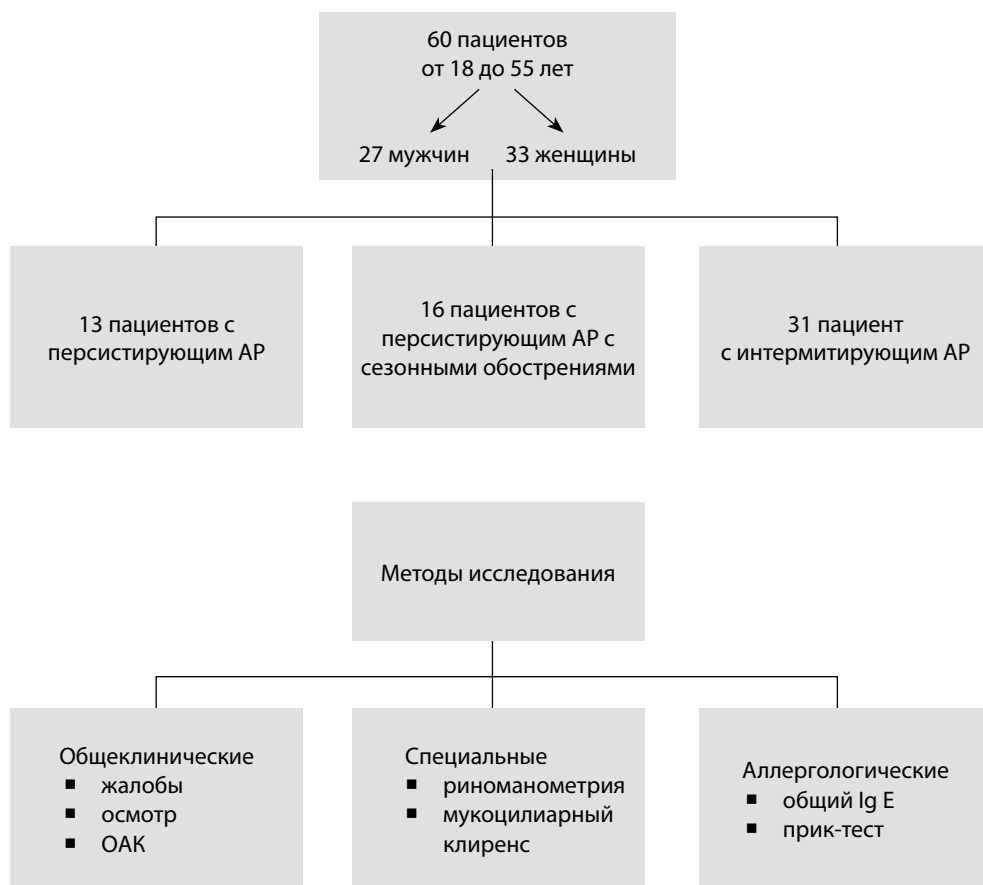 60 пациентов
от 18 до 55 лет
27 мужчин 33 женщины
13 пациентов с
персистирующим АР
16 пациентов с
персистирующим АР с
сезонными обострениями
31 пациент
с интермитирующим АР
Методы исследования
Общеклинические
▪ жалобы
▪ осмотр
▪ ОАК
Специальные
▪ риноманометрия
▪ мукоцилиарный
клиренс
Аллергологические
▪ общий Ig E
▪ прик-тест